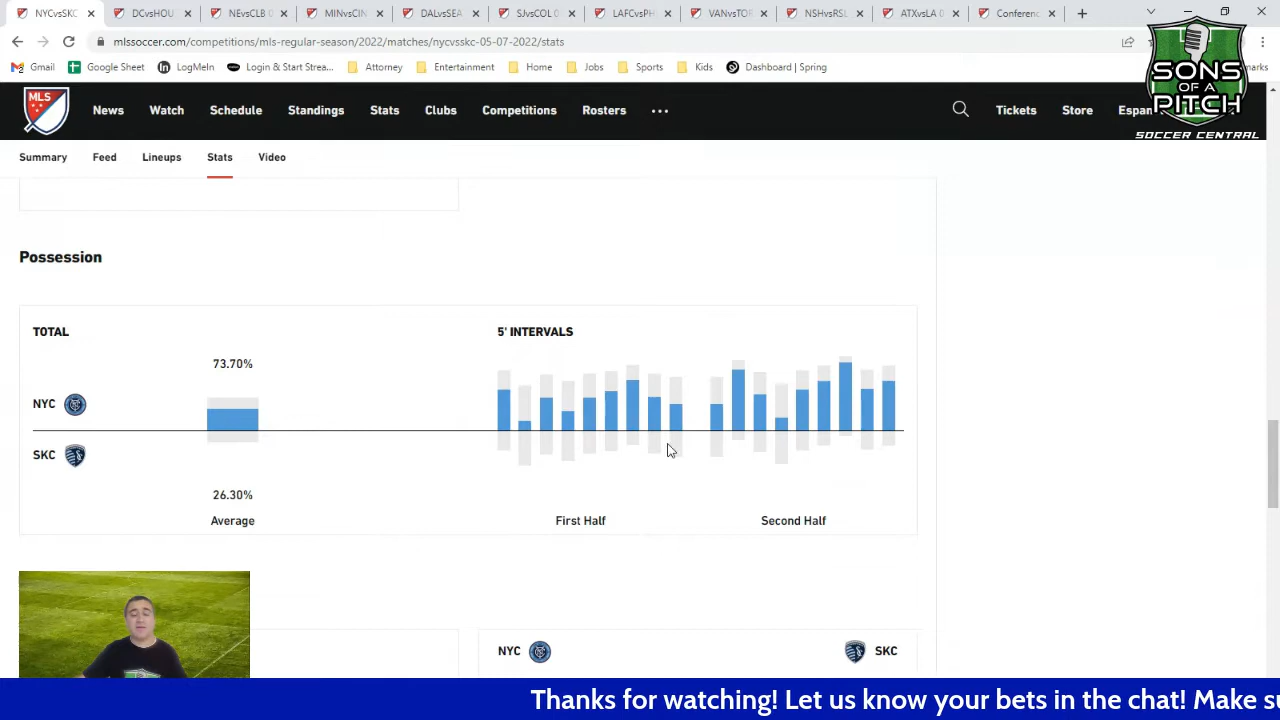 NYCvsSKC
DCvsHOU
NEvsCLB
MINvsCIN
DALvsSEA
SJvsCOL
LAFCvsPH
VANvsTOR
NSHvsRSL
ATXvsLA
Conferenc
mlssoccer.com/competitions/mls-regular-season/2022/matches/nycvsskc-05-07-2022/stats
Gmail
Google Sheet
LogMeIn
Login & Start Strea...
Attorney
Entertainment
Home
Jobs
Sports
Kids
Dashboard | Spring
SONS
OF A
PITCH
SOCCER CENTRAL
MLS
News
Watch
Schedule
Standings
Stats
Clubs
Competitions
Rosters
Tickets
Store
Summary
Feed
Lineups
Stats
Video
Possession
TOTAL
5' INTERVALS
73.70%
NYC
SKC
26.30%
Average
First Half
Second Half
NYC
SKC
Thanks for watching! Let us know your bets in the chat! Make su